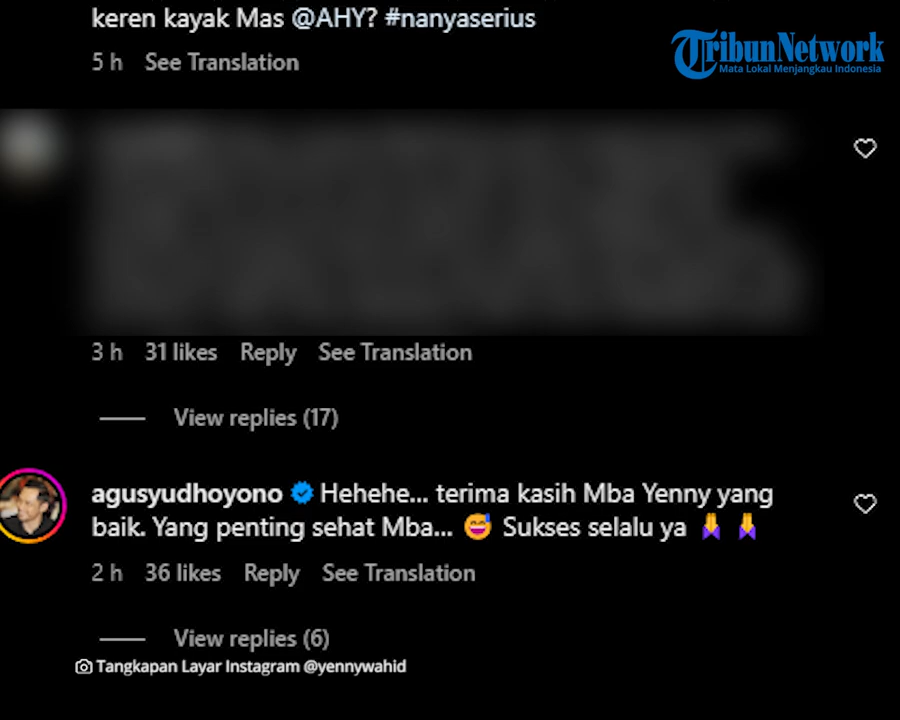 keren kayak Mas @AHY? #nanyaserius
TribunNetwork
Mata Lokal Menjangkau Indonesia
5 h See Translation
3 h 31 likes Reply See Translation
View replies (17)
agusyudhoyono Hehehe... terima kasih Mba Yenny yang
baik. Yang penting sehat Mba... 😅 Sukses selalu ya 🙏 🙏
2 h 36 likes Reply See Translation
View replies (6)
Tangkapan Layar Instagram @yennywahid